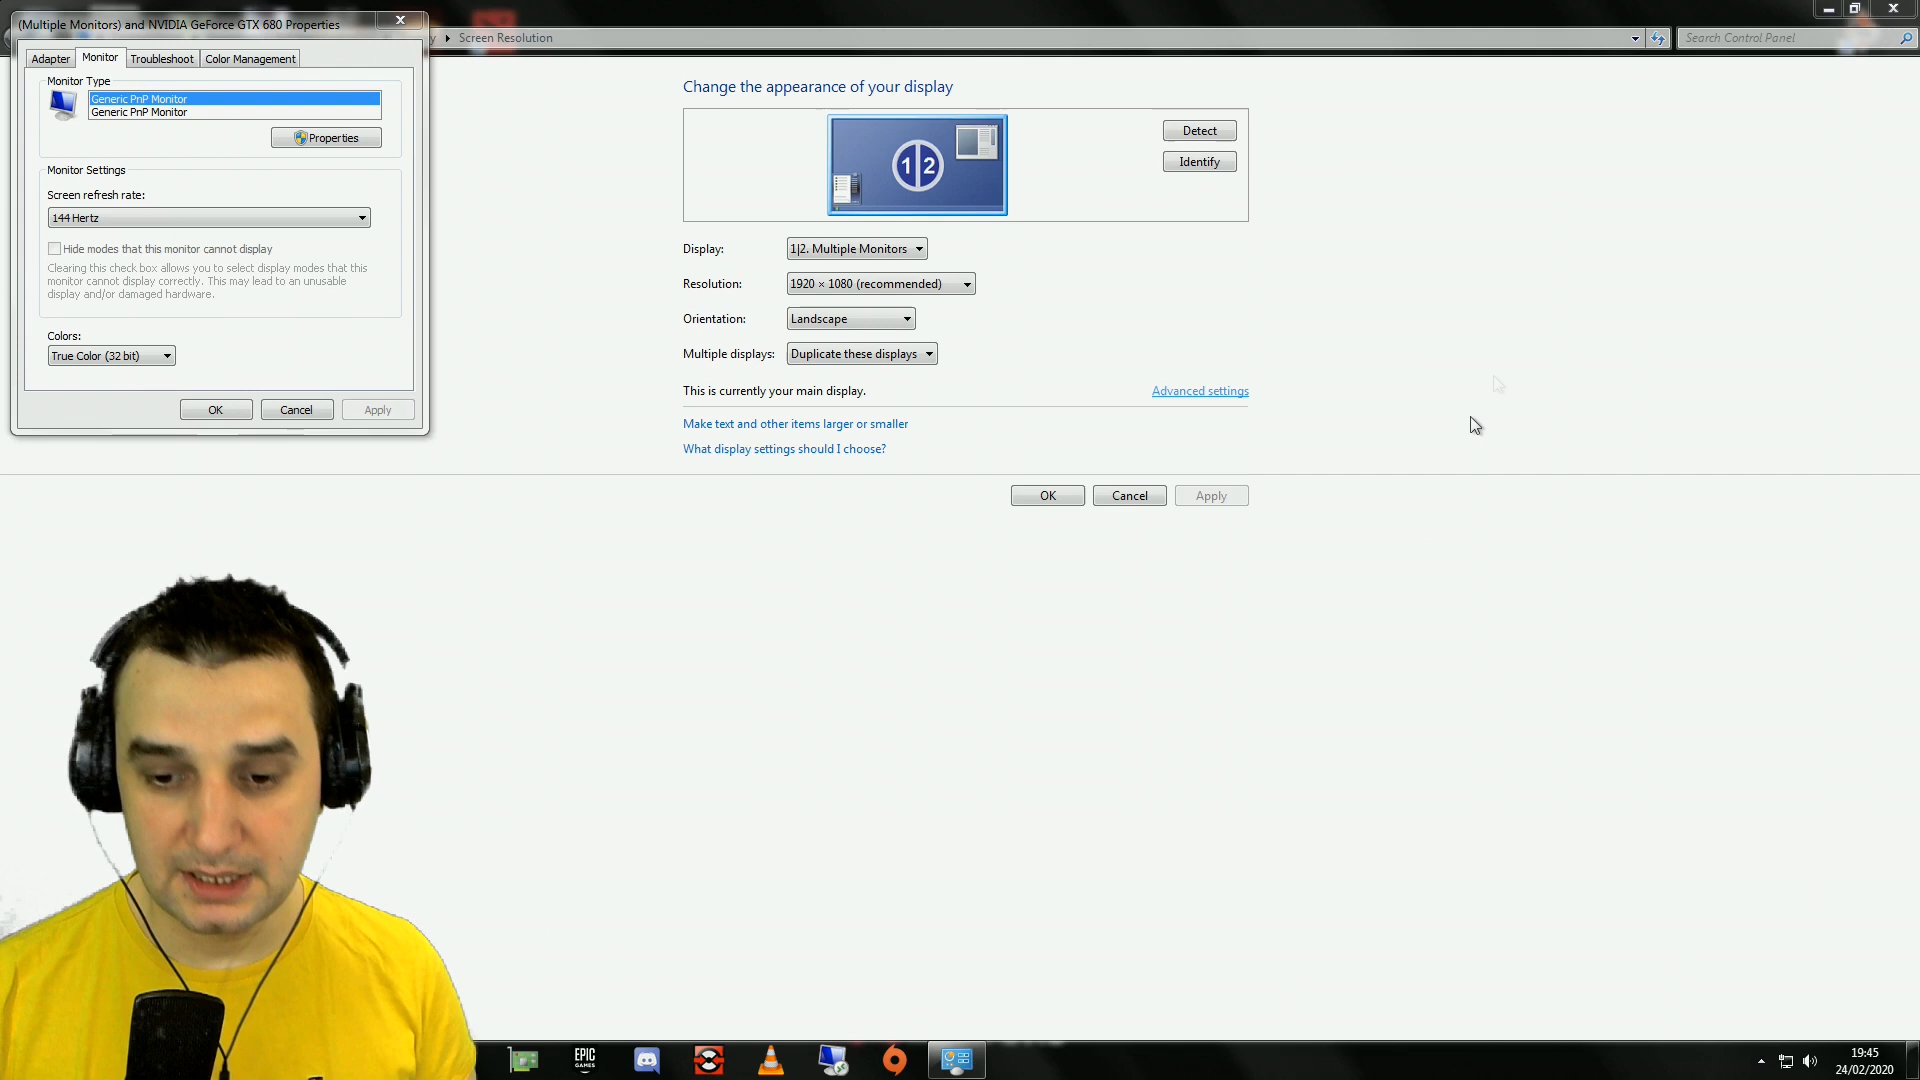 (Multiple Monitors) and NVIDIA GeForce GTX 680 Properties
Adapter
Monitor
Troubleshoot
Color Management
Monitor Type
Generic PnP Monitor
Generic PnP Monitor
Properties
Monitor Settings
Screen refresh rate:
144 Hertz
Hide modes that this monitor cannot display
Clearing this check box allows you to select display modes that this
monitor cannot display correctly. This may lead to an unusable
display and/or damaged hardware.
Colors:
True Color (32 bit)
OK
Cancel
Apply
Screen Resolution
Search Control Panel
Change the appearance of your display
1|2
Detect
Identify
Display:
1|2. Multiple Monitors
Resolution:
1920 × 1080 (recommended)
Orientation:
Landscape
Multiple displays:
Duplicate these displays
This is currently your main display.
Advanced settings
Make text and other items larger or smaller
What display settings should I choose?
OK
Cancel
Apply
EPIC
GAMES
19:45
24/02/2020